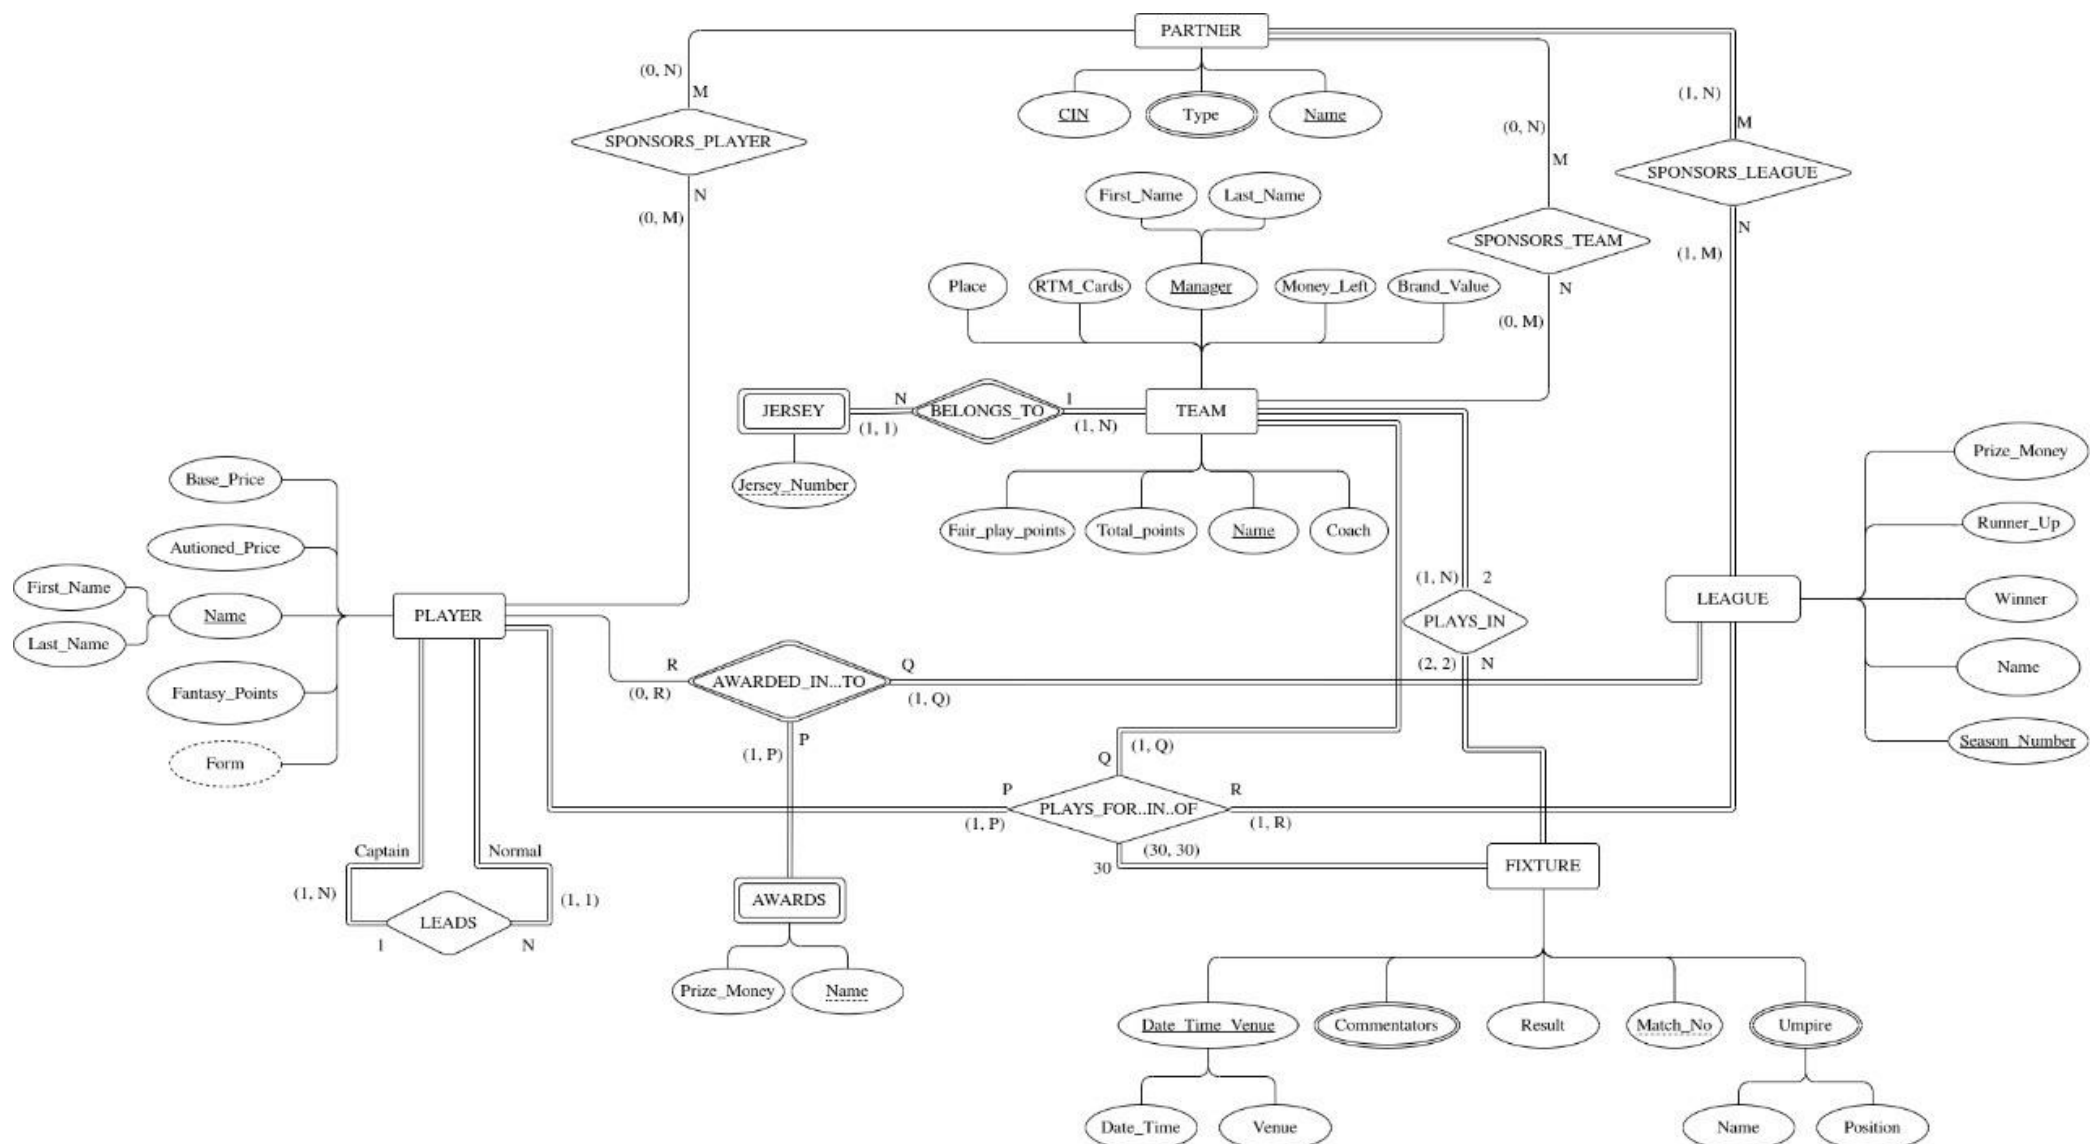 PARTNER
(0, N)
M
SPONSORS_PLAYER
N
(0, M)
CIN
Type
Name
(0, N)
M
SPONSORS_TEAM
N
(0, M)
(1, N)
M
SPONSORS_LEAGUE
N
(1, M)
First_Name
Last_Name
Place
RTM_Cards
Manager
Money_Left
Brand_Value
JERSEY
N
(1, 1)
BELONGS_TO
1
(1, N)
TEAM
Jersey_Number
Fair_play_points
Total_points
Name
Coach
Base_Price
Autioned_Price
First_Name
Name
Last_Name
Fantasy_Points
Form
PLAYER
(1, N)
2
PLAYS_IN
(2, 2)
N
LEAGUE
Prize_Money
Runner_Up
Winner
Name
Season_Number
R
(0, R)
AWARDED_IN...TO
Q
(1, Q)
P
(1, P)
(1, Q)
Q
P
(1, P)
PLAYS_FOR..IN..OF
R
(1, R)
(30, 30)
30
FIXTURE
Captain
Normal
(1, N)
(1, 1)
LEADS
1
N
AWARDS
Prize_Money
Name
Date_Time_Venue
Commentators
Result
Match_No
Umpire
Date_Time
Venue
Name
Position